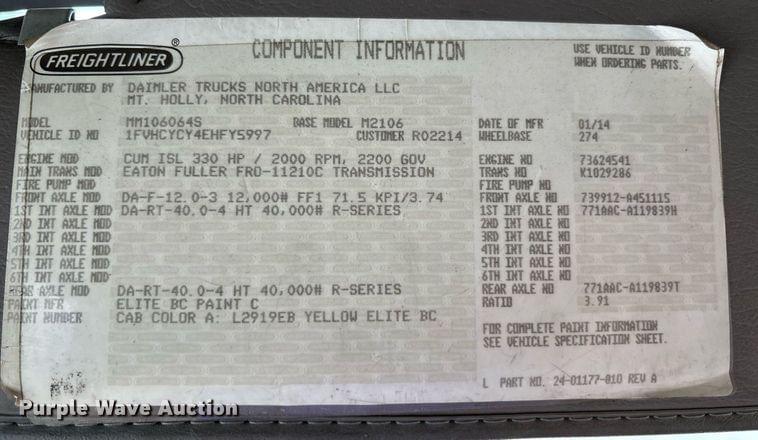 FREIGHTLINER ®
COMPONENT INFORMATION
USE VEHICLE ID NUMBER
WHEN ORDERING PARTS.
MANUFACTURED BY DAIMLER TRUCKS NORTH AMERICA LLC
MT. HOLLY, NORTH CAROLINA
MODEL MM106064S BASE MODEL M2106 DATE OF MFR 01/14
VEHICLE ID NO 1FVHCYCY4EHFY5997 CUSTOMER R02214 WHEELBASE 274
ENGINE MOD CUM ISL 330 HP / 2000 RPM, 2200 GOV ENGINE NO 73624541
MAIN TRANS MOD EATON FULLER FRO-11210C TRANSMISSION TRANS NO K1029286
FIRE PUMP MOD FIRE PUMP NO
FRONT AXLE MOD DA-F-12.0-3 12,000# FF1 71.5 KPI/3.74 FRONT AXLE NO 739912-A451115
1ST INT AXLE MOD DA-RT-40.0-4 HT 40,000# R-SERIES 1ST INT AXLE NO 771AAC-A119839H
2ND INT AXLE MOD 2ND INT AXLE NO
3RD INT AXLE MOD 3RD INT AXLE NO
4TH INT AXLE MOD 4TH INT AXLE NO
5TH INT AXLE MOD 5TH INT AXLE NO
6TH INT AXLE MOD 6TH INT AXLE NO
REAR AXLE MOD DA-RT-40.0-4 HT 40,000# R-SERIES REAR AXLE NO 771AAC-A119839T
PAINT MFR ELITE BC PAINT C RATIO 3.91
PAINT NUMBER CAB COLOR A: L2919EB YELLOW ELITE BC
FOR COMPLETE PAINT INFORMATION
SEE VEHICLE SPECIFICATION SHEET.
L PART NO. 24-01177-010 REV A
Purple Wave Auction